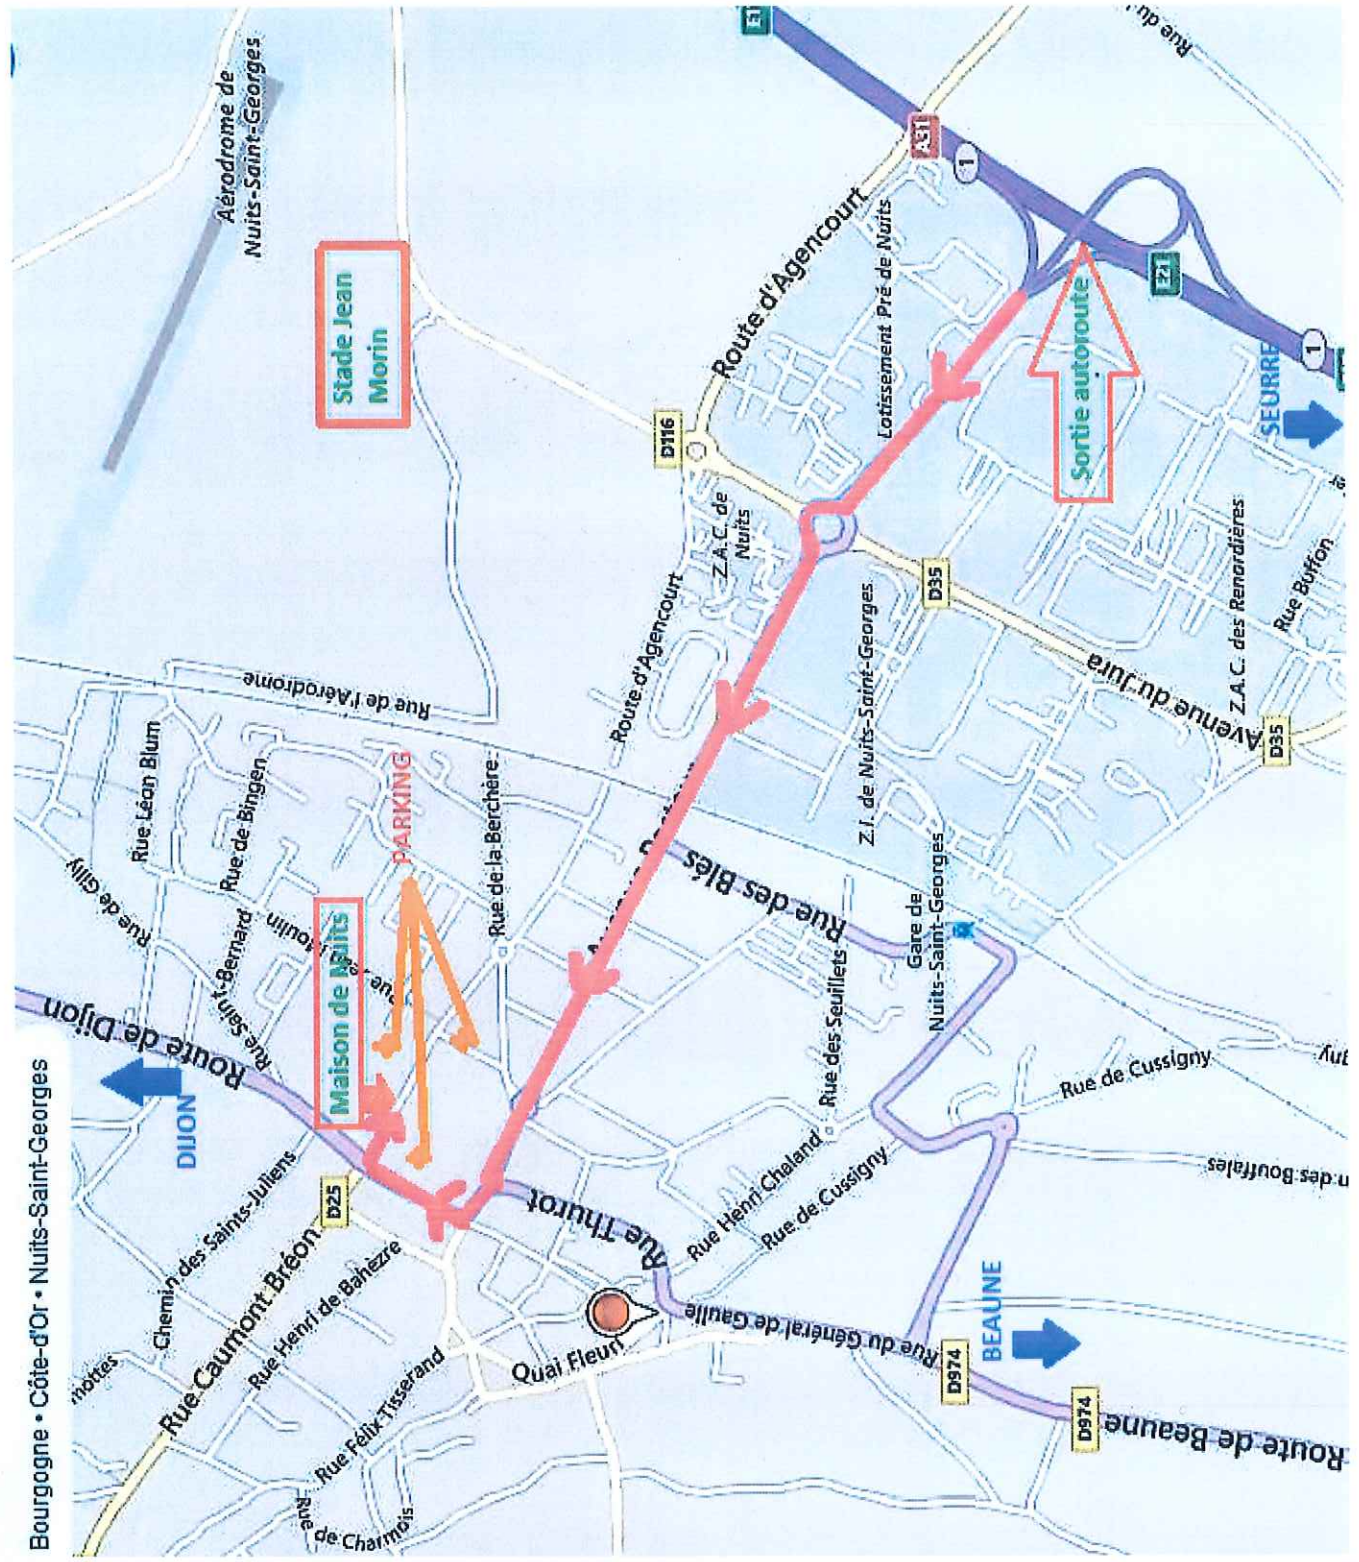 Bourgogne • Côte-d'Or • Nuits-Saint-Georges
DIJON
Route de Dijon
Rue de Gilly
Rue Léon Blum
Rue de Bingen
Rue Saint-Bernard
Aérodrome de
Nuits-Saint-Georges
Rue de l'Aérodrome
Stade Jean
Morin
Maison de Nuits
PARKING
Chemin des Saints-Juliens
D25
Rue Caumont Bréon
Rue Henri de Bahèzre
Rue Félix Tisserand
Rue de Charmois
mottes
Quai Fleuri
Rue Thurot
Rue de la Berchère
Route d'Agencourt
D116
Route d'Agencourt
Z.A.C. de
Nuits
Lotissement Pré de Nuits
A31
1
E21
1
Rue du
Sortie autoroute
SEURRE
D35
Avenue du Jura
D35
Z.A.C. des Renardières
Rue Buffon
Z.I. de Nuits-Saint-Georges
Rue des Blés
Gare de
Nuits-Saint-Georges
Rue des Seuillets
Rue Henri Chaland
Rue de Cussigny
Rue de Cussigny
n des Bouffales
Rue du Général de Gaulle
BEAUNE
D974
D974
Route de Beaune